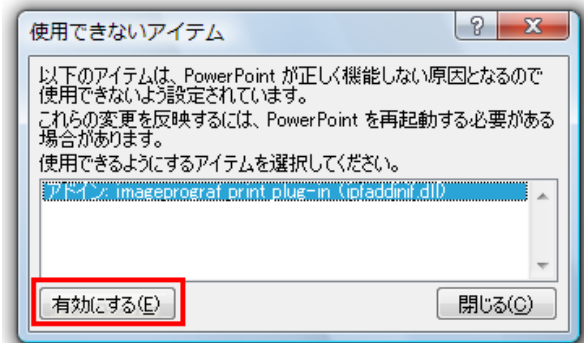 使用できないアイテム
以下のアイテムは、PowerPoint が正しく機能しない原因となるので
使用できないよう設定されています。
これらの変更を反映するには、PowerPoint を再起動する必要がある
場合があります。
使用できるようにするアイテムを選択してください。
アドイン: imageprograf print plug-in (ipfaddinif.dll)
有効にする(E) 閉じる(C)